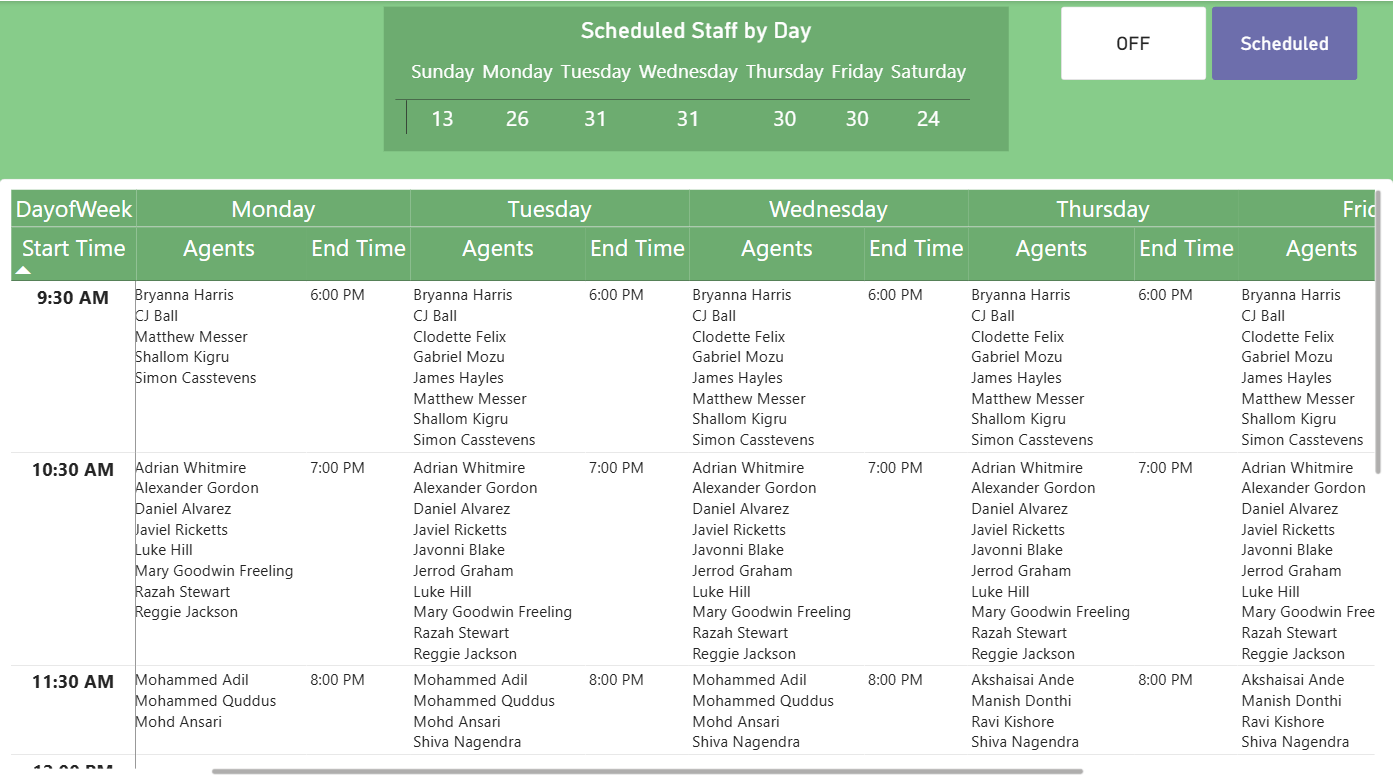 Scheduled Staff by Day
OFF
Scheduled
Sunday Monday Tuesday Wednesday Thursday Friday Saturday
13 26 31 31 30 30 24
DayofWeek Monday Tuesday Wednesday Thursday
Start Time Agents End Time Agents End Time Agents End Time Agents End Time Agents
9:30 AM Bryanna Harris 6:00 PM Bryanna Harris 6:00 PM Bryanna Harris 6:00 PM Bryanna Harris 6:00 PM Bryanna Harris
CJ Ball CJ Ball CJ Ball CJ Ball CJ Ball
Matthew Messer Clodette Felix Clodette Felix Clodette Felix Clodette Felix
Shallom Kigru Gabriel Mozu Gabriel Mozu Gabriel Mozu Gabriel Mozu
Simon Casstevens James Hayles James Hayles James Hayles James Hayles
Matthew Messer Matthew Messer Matthew Messer Matthew Messer
Shallom Kigru Shallom Kigru Shallom Kigru Shallom Kigru
Simon Casstevens Simon Casstevens Simon Casstevens Simon Casstevens
10:30 AM Adrian Whitmire 7:00 PM Adrian Whitmire 7:00 PM Adrian Whitmire 7:00 PM Adrian Whitmire 7:00 PM Adrian Whitmire
Alexander Gordon Alexander Gordon Alexander Gordon Alexander Gordon Alexander Gordon
Daniel Alvarez Daniel Alvarez Daniel Alvarez Daniel Alvarez Daniel Alvarez
Javiel Ricketts Javiel Ricketts Javiel Ricketts Javiel Ricketts Javiel Ricketts
Luke Hill Javonni Blake Javonni Blake Javonni Blake Javonni Blake
Mary Goodwin Freeling Jerrod Graham Jerrod Graham Jerrod Graham Jerrod Graham
Razah Stewart Luke Hill Luke Hill Luke Hill Luke Hill
Reggie Jackson Mary Goodwin Freeling Mary Goodwin Freeling Mary Goodwin Freeling Mary Goodwin Free
Razah Stewart Razah Stewart Razah Stewart Razah Stewart
Reggie Jackson Reggie Jackson Reggie Jackson Reggie Jackson
11:30 AM Mohammed Adil 8:00 PM Mohammed Adil 8:00 PM Mohammed Adil 8:00 PM Akshaisai Ande 8:00 PM Akshaisai Ande
Mohammed Quddus Mohammed Quddus Mohammed Quddus Manish Donthi Manish Donthi
Mohd Ansari Mohd Ansari Mohd Ansari Ravi Kishore Ravi Kishore
Shiva Nagendra Shiva Nagendra Shiva Nagendra Shiva Nagendra